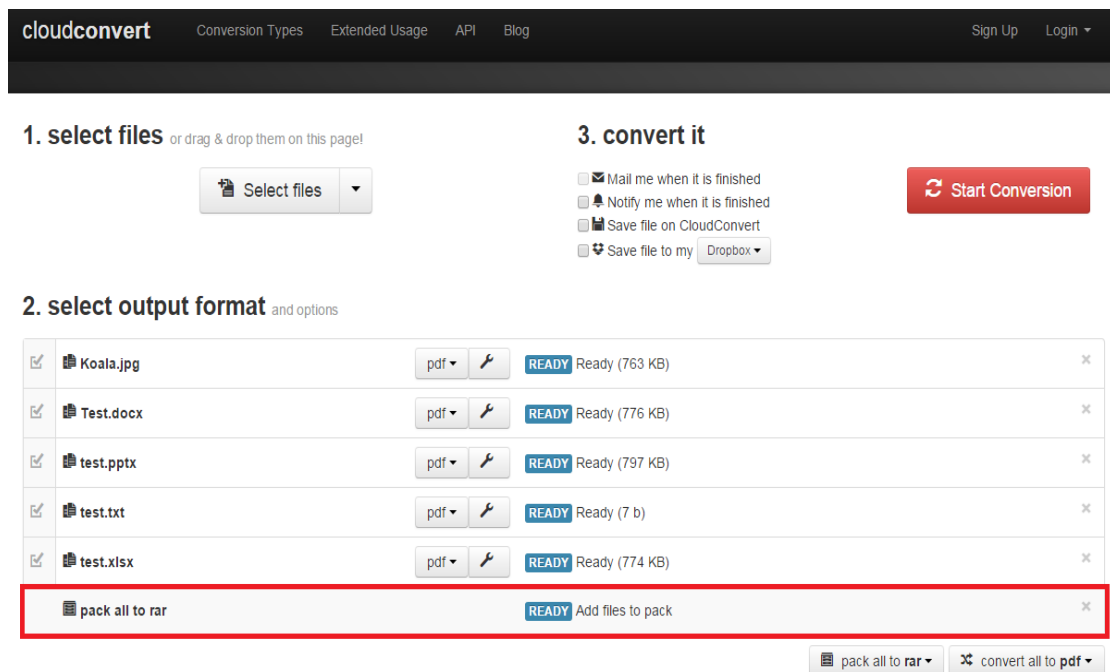 cloudconvert Conversion Types Extended Usage API Blog Sign Up Login
1. select files or drag & drop them on this page!
Select files
3. convert it
Mail me when it is finished
Notify me when it is finished
Save file on CloudConvert
Save file to my Dropbox
Start Conversion
2. select output format and options
Koala.jpg pdf READY Ready (763 KB)
Test.docx pdf READY Ready (776 KB)
test.pptx pdf READY Ready (797 KB)
test.txt pdf READY Ready (7 b)
test.xlsx pdf READY Ready (774 KB)
pack all to rar READY Add files to pack
pack all to rar convert all to pdf